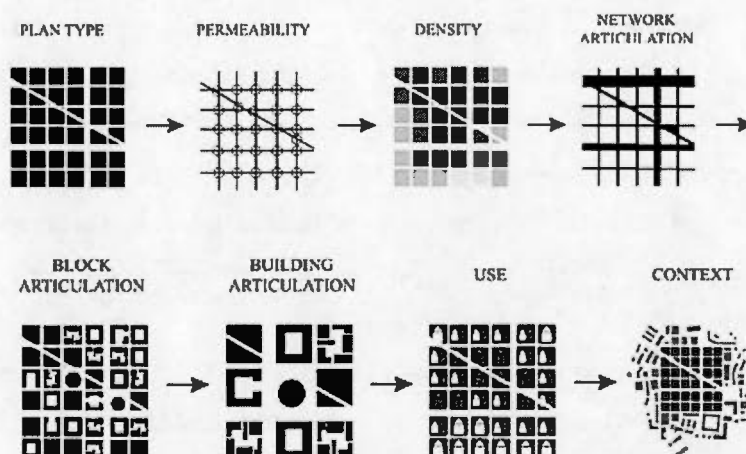 PLAN TYPE
PERMEABILITY
DENSITY
NETWORK
ARTICULATION
BLOCK
ARTICULATION
BUILDING
ARTICULATION
USE
CONTEXT